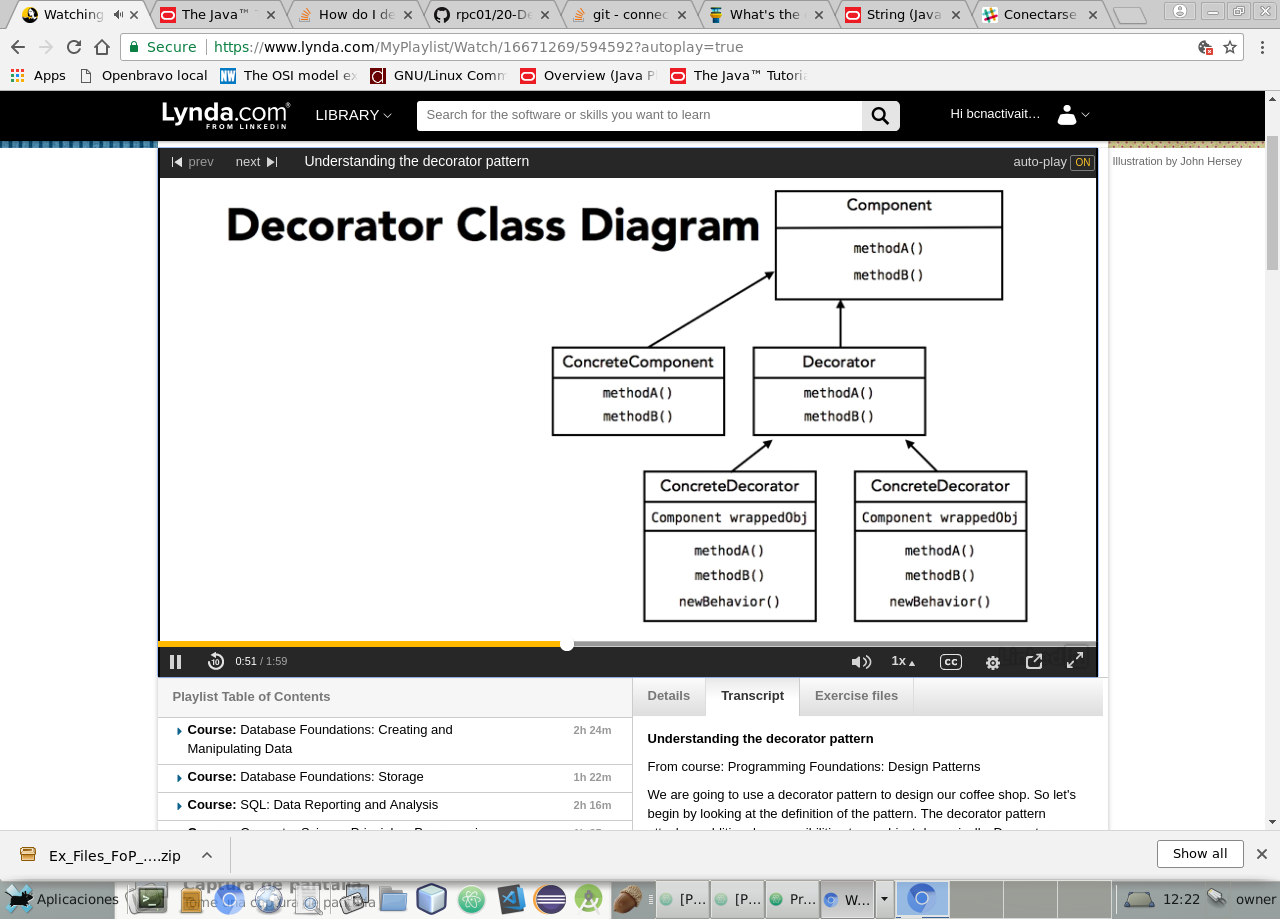 Watching
The Java™
How do I de
rpc01/20-De
git - connec
What's the
String (Java
Conectarse
Secure
https://www.lynda.com/MyPlaylist/Watch/16671269/594592?autoplay=true
Apps
Openbravo local
NW
The OSI model ex
GNU/Linux Comm
Overview (Java P
The Java™ Tutoria
Lynda.com®
FROM LINKEDIN
LIBRARY
Search for the software or skills you want to learn
Hi bcnactivait…
prev
next
Understanding the decorator pattern
auto-play ON
Illustration by John Hersey
Decorator Class Diagram
Component
methodA()
methodB()
ConcreteComponent
methodA()
methodB()
Decorator
methodA()
methodB()
ConcreteDecorator
Component wrappedObj
methodA()
methodB()
newBehavior()
ConcreteDecorator
Component wrappedObj
methodA()
methodB()
newBehavior()
10
0:51 / 1:59
1x
cc
Playlist Table of Contents
Course: Database Foundations: Creating and
Manipulating Data
2h 24m
Course: Database Foundations: Storage
1h 22m
Course: SQL: Data Reporting and Analysis
2h 16m
Details
Transcript
Exercise files
Understanding the decorator pattern
From course: Programming Foundations: Design Patterns
We are going to use a decorator pattern to design our coffee shop. So let's
begin by looking at the definition of the pattern. The decorator pattern
Ex_Files_FoP_....zip
Show all
Aplicaciones
Captura de pantalla
[P...
[P...
Pr...
W...
12:22
owner